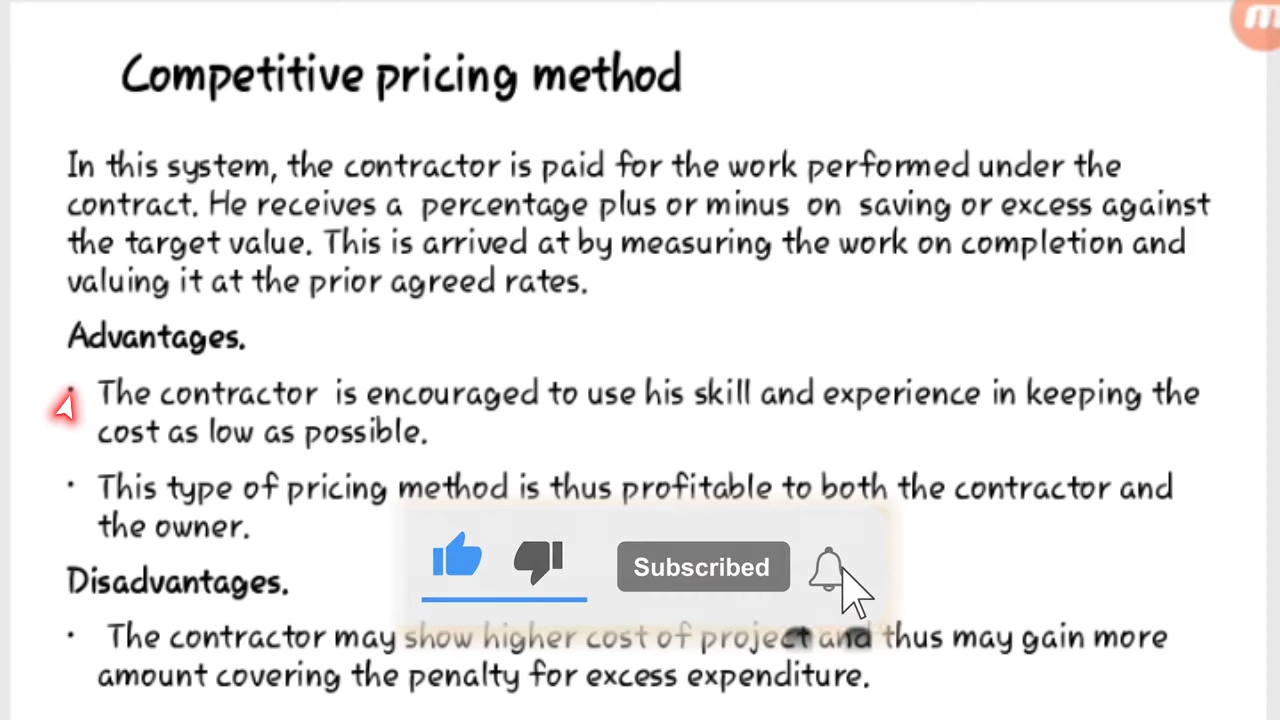 Competitive pricing method
In this system, the contractor is paid for the work performed under the
contract. He receives a percentage plus or minus on saving or excess against
the target value. This is arrived at by measuring the work on completion and
valuing it at the prior agreed rates.
Advantages.
• The contractor is encouraged to use his skill and experience in keeping the
cost as low as possible.
• This type of pricing method is thus profitable to both the contractor and
the owner.
Subscribed
Disadvantages.
• The contractor may show higher cost of project and thus may gain more
amount covering the penalty for excess expenditure.